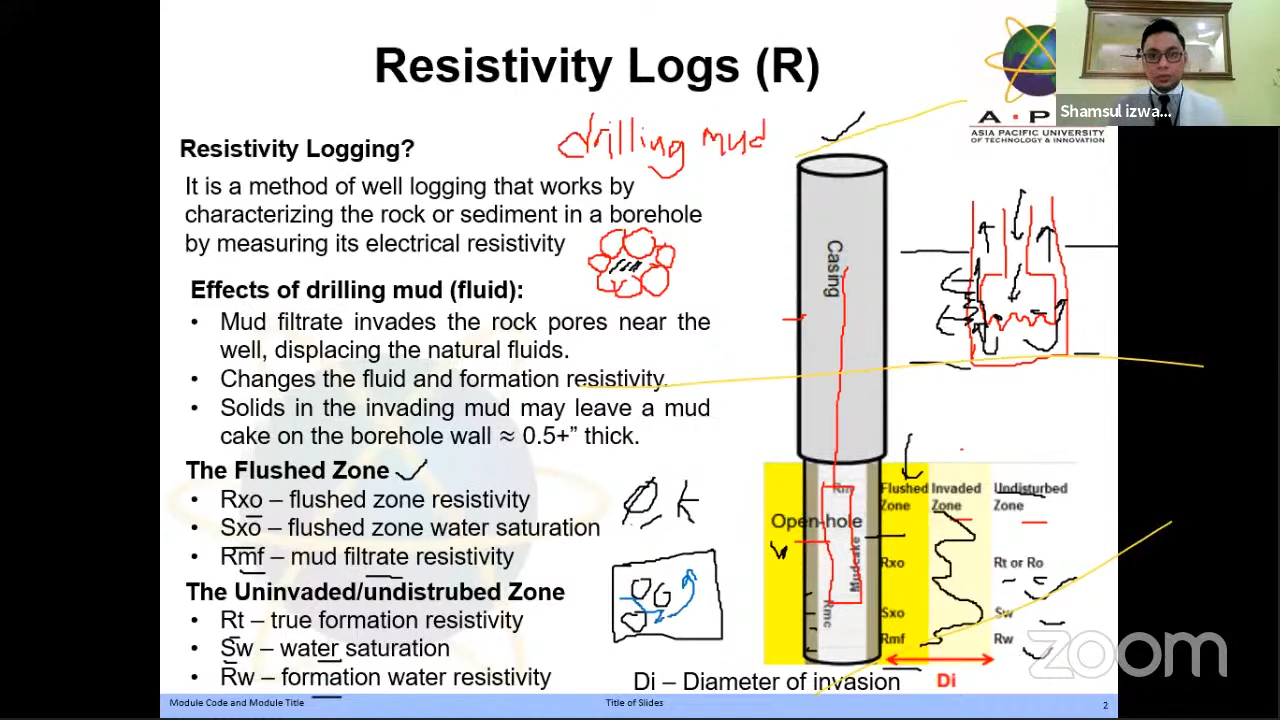 Resistivity Logs (R)
A • P
ASIA PACIFIC UNIVERSITY
OF TECHNOLOGY & INNOVATION
Shamsul izwa...
drilling mud
Resistivity Logging?
It is a method of well logging that works by
characterizing the rock or sediment in a borehole
by measuring its electrical resistivity
Effects of drilling mud (fluid):
• Mud filtrate invades the rock pores near the
well, displacing the natural fluids.
• Changes the fluid and formation resistivity.
• Solids in the invading mud may leave a mud
cake on the borehole wall ≈ 0.5+” thick.
The Flushed Zone
• Rxo – flushed zone resistivity
• Sxo – flushed zone water saturation
• Rmf – mud filtrate resistivity
The Uninvaded/undistrubed Zone
• Rt – true formation resistivity
• Sw – water saturation
• Rw – formation water resistivity
Ø, k
Casing
Open-hole
Rm
Mudcake
Rmc
Flushed
Zone
Invaded
Zone
Undisturbed
Zone
Rxo
Rt or Ro
Sxo
Sw
Rmf
Rw
Di – Diameter of invasion
Di
zoom
Module Code and Module Title
Title of Slides
2